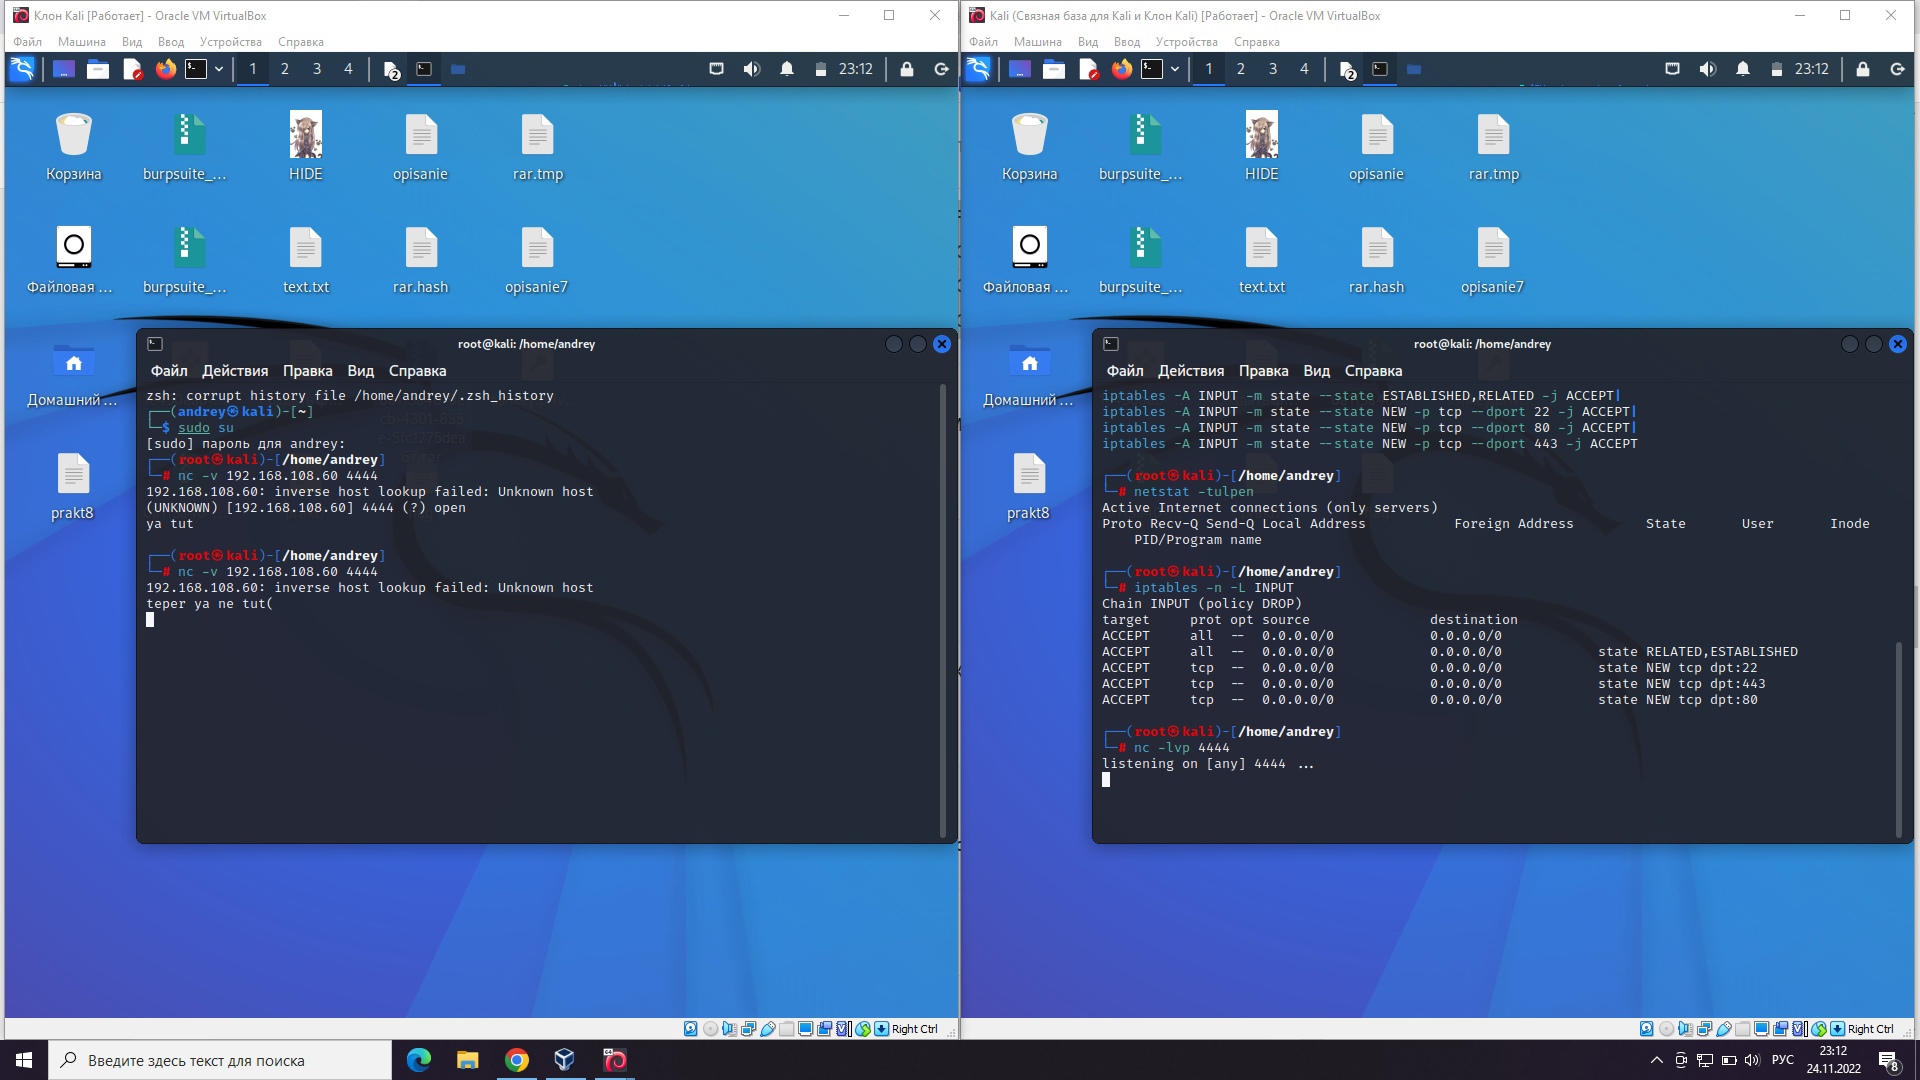 Клон Kali [Работает] - Oracle VM VirtualBox
Файл Машина Вид Ввод Устройства Справка
1 2 3 4 2 23:12
Корзина burpsuite_... HIDE opisanie rar.tmp
Файловая ... burpsuite_... text.txt rar.hash opisanie7
Домашний ...
prakt8
root@kali: /home/andrey
Файл Действия Правка Вид Справка
zsh: corrupt history file /home/andrey/.zsh_history
┌──(andrey㉿kali)-[~]
└─$ sudo su
[sudo] пароль для andrey:
┌──(root㉿kali)-[/home/andrey]
└─# nc -v 192.168.108.60 4444
192.168.108.60: inverse host lookup failed: Unknown host
(UNKNOWN) [192.168.108.60] 4444 (?) open
ya tut
┌──(root㉿kali)-[/home/andrey]
└─# nc -v 192.168.108.60 4444
192.168.108.60: inverse host lookup failed: Unknown host
teper ya ne tut(
Right Ctrl
Kali (Связная база для Kali и Клон Kali) [Работает] - Oracle VM VirtualBox
Файл Машина Вид Ввод Устройства Справка
1 2 3 4 2 23:12
Корзина burpsuite_... HIDE opisanie rar.tmp
Файловая ... burpsuite_... text.txt rar.hash opisanie7
Домашний ...
prakt8
root@kali: /home/andrey
Файл Действия Правка Вид Справка
iptables -A INPUT -m state --state ESTABLISHED,RELATED -j ACCEPT|
iptables -A INPUT -m state --state NEW -p tcp --dport 22 -j ACCEPT|
iptables -A INPUT -m state --state NEW -p tcp --dport 80 -j ACCEPT|
iptables -A INPUT -m state --state NEW -p tcp --dport 443 -j ACCEPT
┌──(root㉿kali)-[/home/andrey]
└─# netstat -tulpen
Active Internet connections (only servers)
Proto Recv-Q Send-Q Local Address Foreign Address State User Inode
PID/Program name
┌──(root㉿kali)-[/home/andrey]
└─# iptables -n -L INPUT
Chain INPUT (policy DROP)
target prot opt source destination
ACCEPT all -- 0.0.0.0/0 0.0.0.0/0
ACCEPT all -- 0.0.0.0/0 0.0.0.0/0 state RELATED,ESTABLISHED
ACCEPT tcp -- 0.0.0.0/0 0.0.0.0/0 state NEW tcp dpt:22
ACCEPT tcp -- 0.0.0.0/0 0.0.0.0/0 state NEW tcp dpt:443
ACCEPT tcp -- 0.0.0.0/0 0.0.0.0/0 state NEW tcp dpt:80
┌──(root㉿kali)-[/home/andrey]
└─# nc -lvp 4444
listening on [any] 4444 ...
Right Ctrl
Введите здесь текст для поиска
РУС
23:12
24.11.2022
8